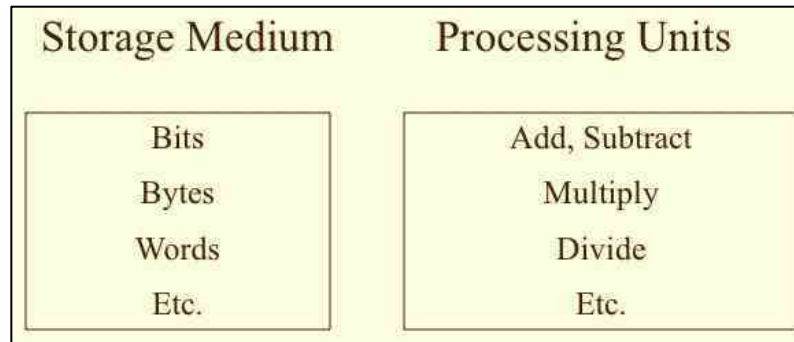 Storage Medium
Processing Units
Bits
Bytes
Words
Etc.
Add, Subtract
Multiply
Divide
Etc.